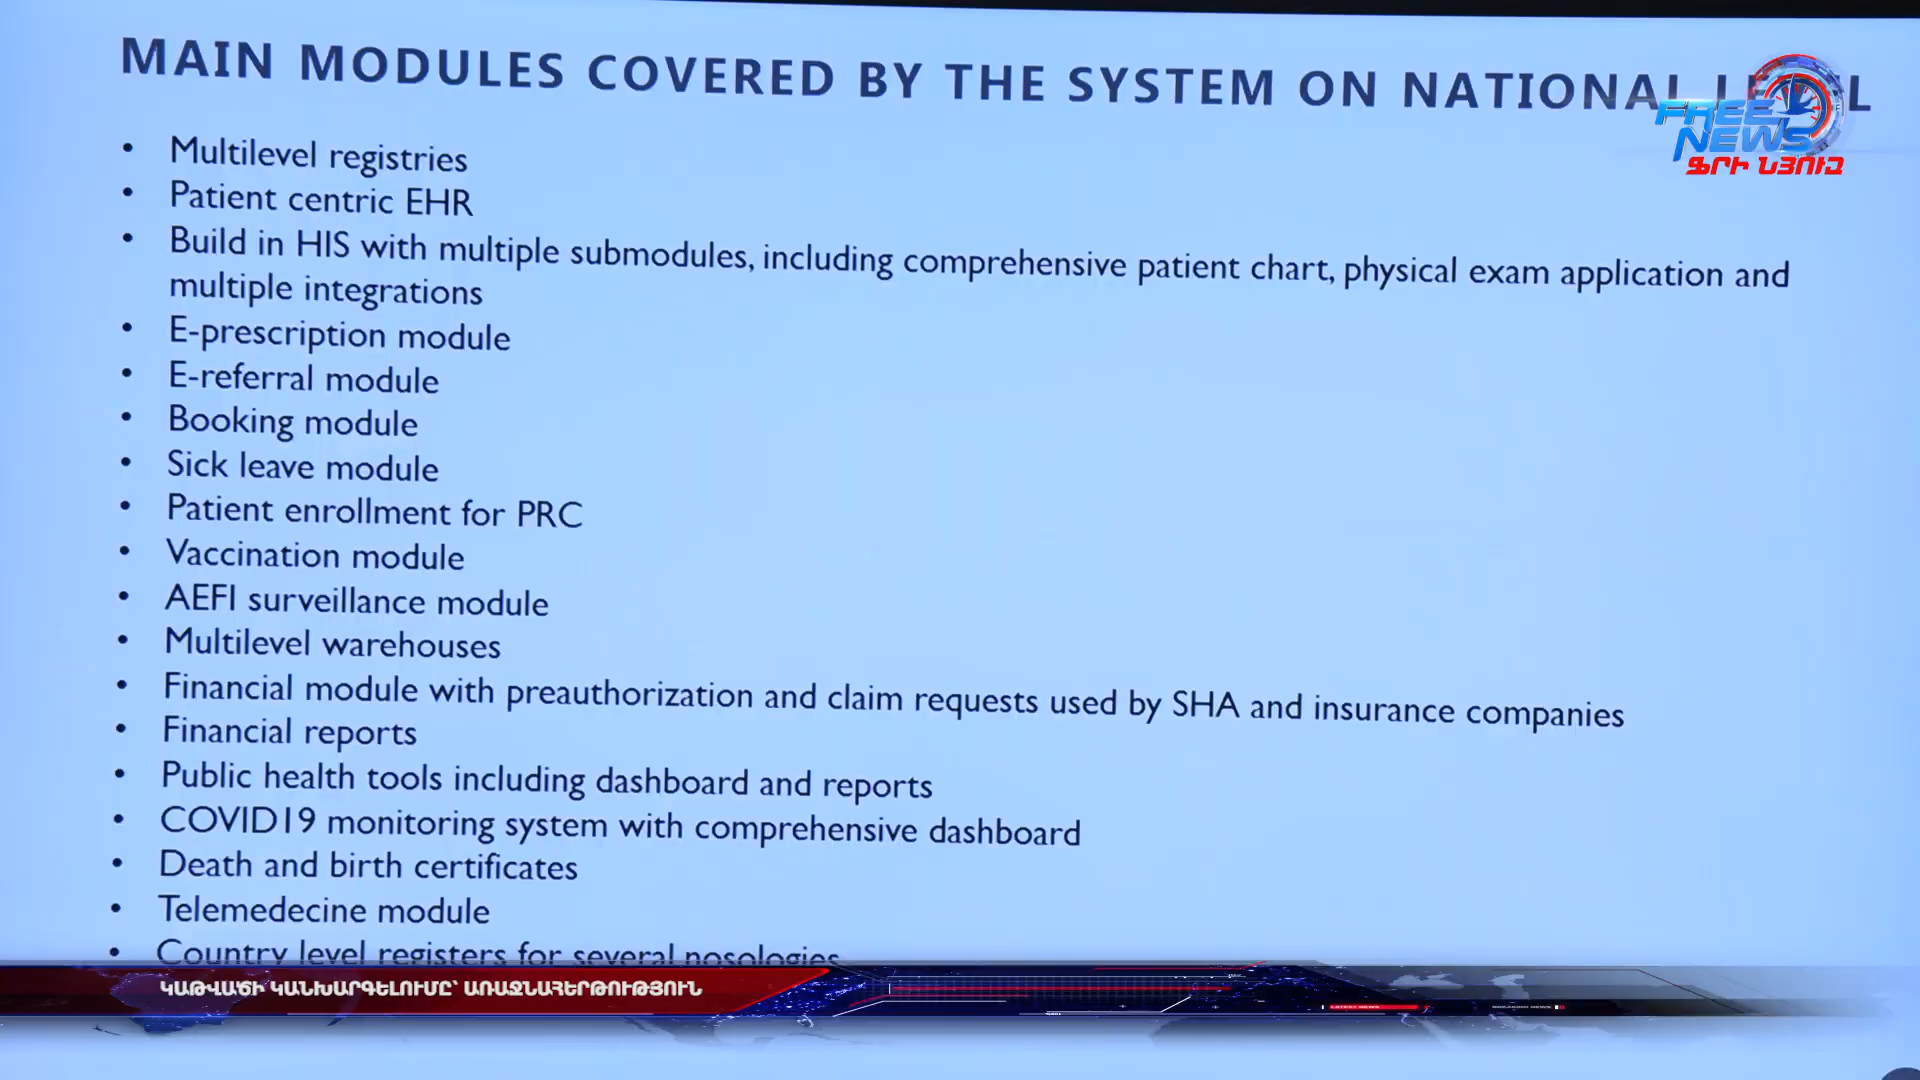 MAIN MODULES COVERED BY THE SYSTEM ON NATIONAL LEVEL
FREE
NEWS
ՖՐԻ ՆՅՈՒԶ
• Multilevel registries
• Patient centric EHR
• Build in HIS with multiple submodules, including comprehensive patient chart, physical exam application and
multiple integrations
• E-prescription module
• E-referral module
• Booking module
• Sick leave module
• Patient enrollment for PRC
• Vaccination module
• AEFI surveillance module
• Multilevel warehouses
• Financial module with preauthorization and claim requests used by SHA and insurance companies
• Financial reports
• Public health tools including dashboard and reports
• COVID19 monitoring system with comprehensive dashboard
• Death and birth certificates
• Telemedecine module
• Country level registers for several nosologies
ԿԱԹՎԱԾԻ ԿԱՆԽԱՐԳԵԼՈՒՄԸ՝ ԱՌԱՋՆԱՀԵՐԹՈՒԹՅՈՒՆ
LATEST NEWS
BREAKING NEWS